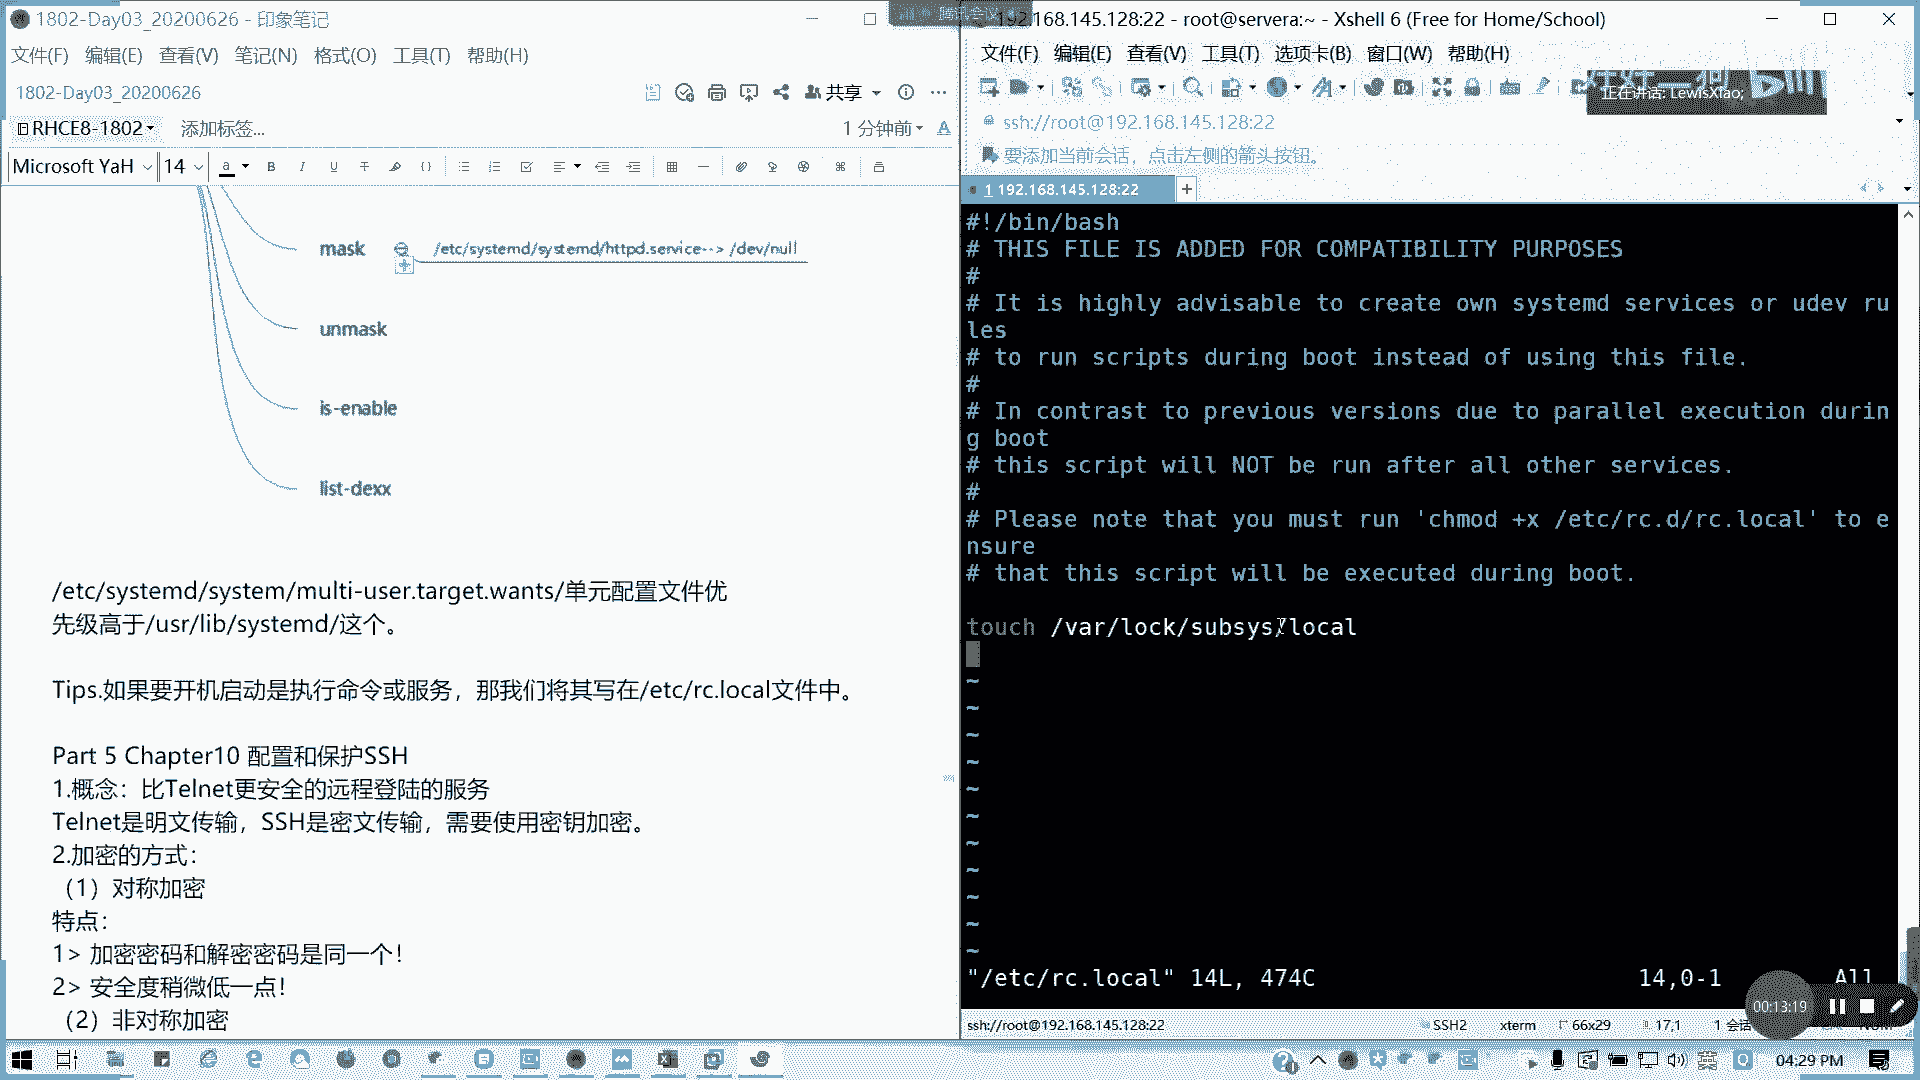 1802-Day03_20200626 - 印象笔记
文件(F) 编辑(E) 查看(V) 笔记(N) 格式(O) 工具(T) 帮助(H)
1802-Day03_20200626
共享
RHCE8-1802
添加标签...
1 分钟前
Microsoft YaH 14
mask
/etc/systemd/systemd/httpd.service--> /dev/null
unmask
is-enable
list-dexx
/etc/systemd/system/multi-user.target.wants/单元配置文件优
先级高于/usr/lib/systemd/这个。
Tips.如果要开机启动是执行命令或服务，那我们将其写在/etc/rc.local文件中。
Part 5 Chapter10 配置和保护SSH
1.概念：比Telnet更安全的远程登陆的服务
Telnet是明文传输，SSH是密文传输，需要使用密钥加密。
2.加密的方式：
（1）对称加密
特点：
1> 加密密码和解密密码是同一个！
2> 安全度稍微低一点！
（2）非对称加密
腾讯会议
192.168.145.128:22 - root@servera:~ - Xshell 6 (Free for Home/School)
文件(F) 编辑(E) 查看(V) 工具(T) 选项卡(B) 窗口(W) 帮助(H)
正在讲话: LewisXiao;
ssh://root@192.168.145.128:22
要添加当前会话，点击左侧的箭头按钮。
1 192.168.145.128:22
#!/bin/bash
# THIS FILE IS ADDED FOR COMPATIBILITY PURPOSES
#
# It is highly advisable to create own systemd services or udev ru
les
# to run scripts during boot instead of using this file.
#
# In contrast to previous versions due to parallel execution durin
g boot
# this script will NOT be run after all other services.
#
# Please note that you must run 'chmod +x /etc/rc.d/rc.local' to e
nsure
# that this script will be executed during boot.
touch /var/lock/subsys/local
~
~
~
~
~
~
~
~
~
~
~
"/etc/rc.local" 14L, 474C 14,0-1 All
00:13:19
ssh://root@192.168.145.128:22 SSH2 xterm 66x29 17,1 1 会话
04:29 PM